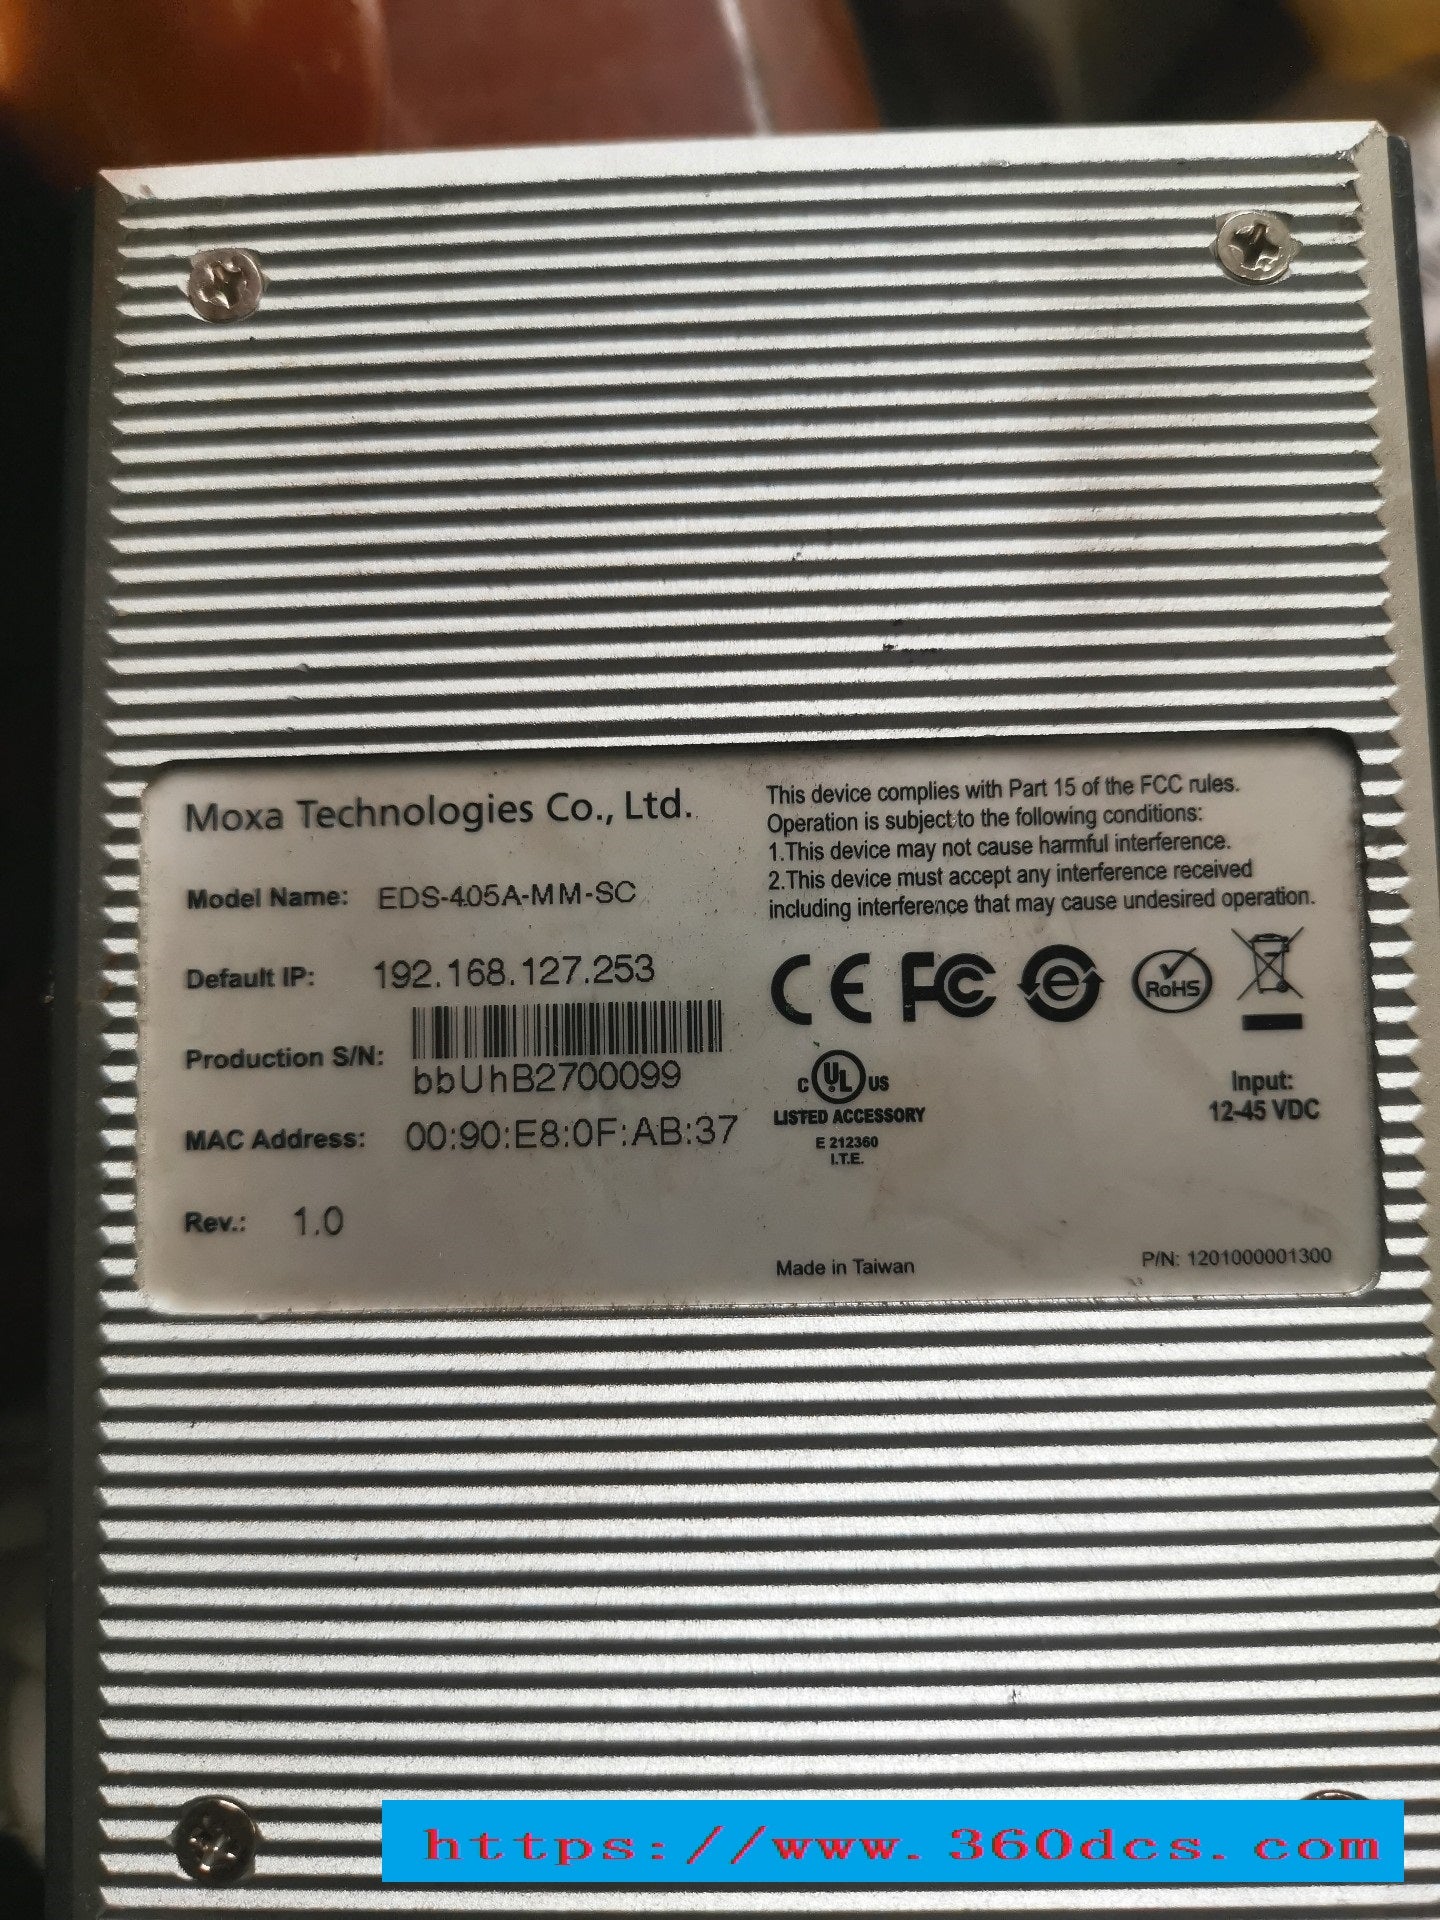 Moxa Technologies Co., Ltd.
Model Name: EDS-405A-MM-SC
Default IP: 192.168.127.253
Production S/N: bbUhB2700099
MAC Address: 00:90:E8:0F:AB:37
Rev.: 1.0
This device complies with Part 15 of the FCC rules.
Operation is subject to the following conditions:
1.This device may not cause harmful interference.
2.This device must accept any interference received
including interference that may cause undesired operation.
CE FC e RoHS
c UL US
LISTED ACCESSORY
E 212360
I.T.E.
Input:
12-45 VDC
Made in Taiwan
P/N: 1201000001300
https://www.360dcs.com